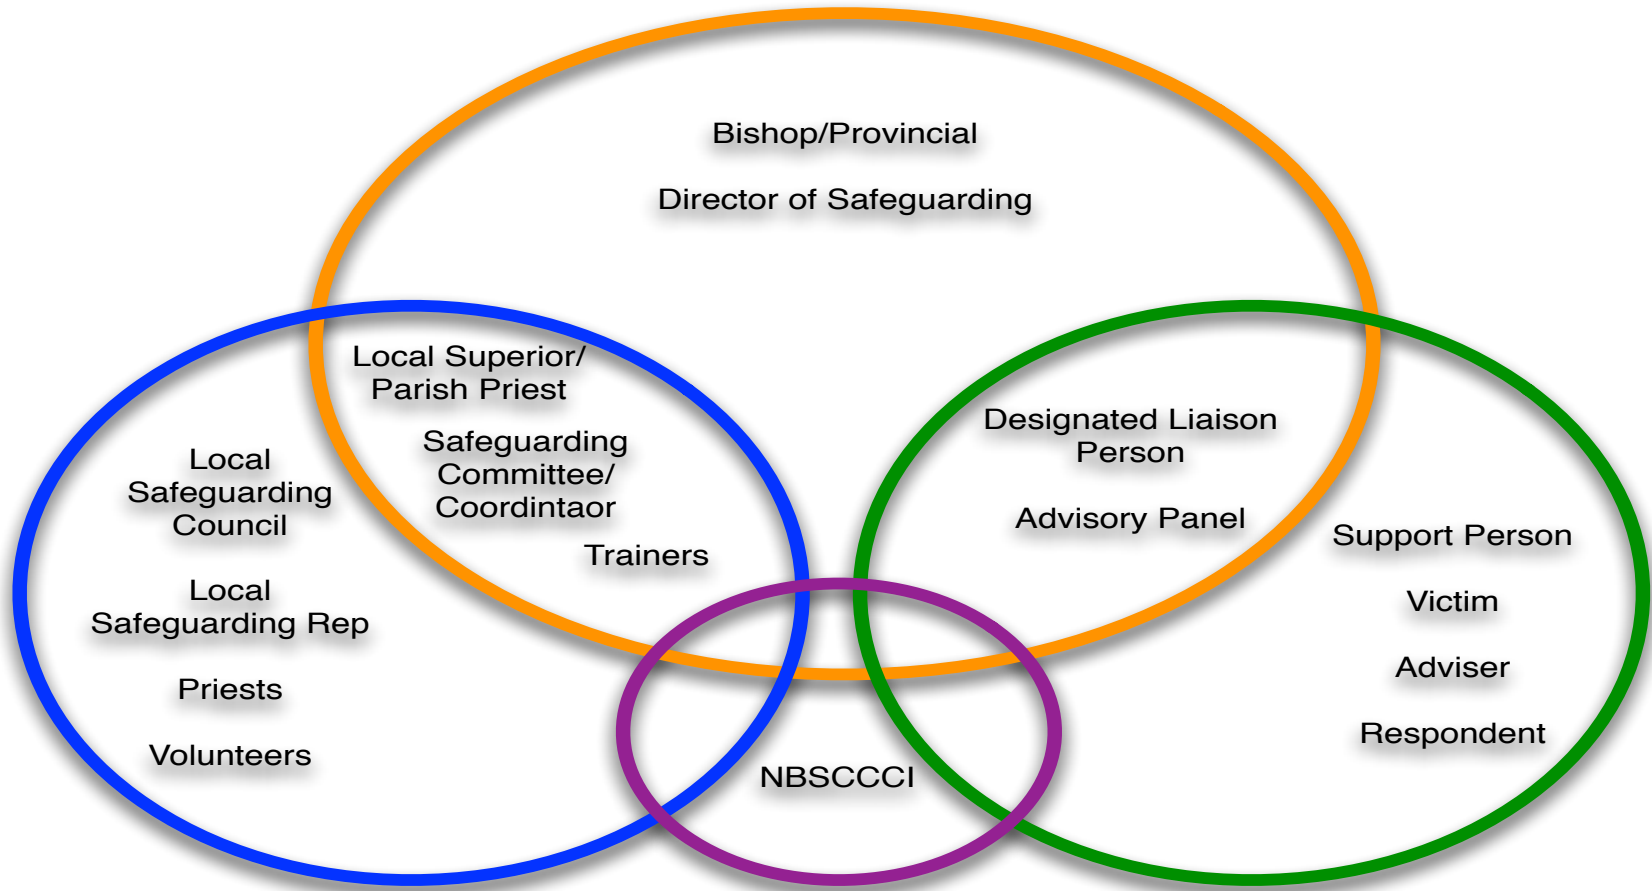 Bishop/Provincial
Director of Safeguarding
Local Superior/
Parish Priest
Safeguarding
Committee/
Coordintaor
Trainers
Designated Liaison
Person
Advisory Panel
Local
Safeguarding
Council
Local
Safeguarding Rep
Priests
Volunteers
Support Person
Victim
Adviser
Respondent
NBSCCCI